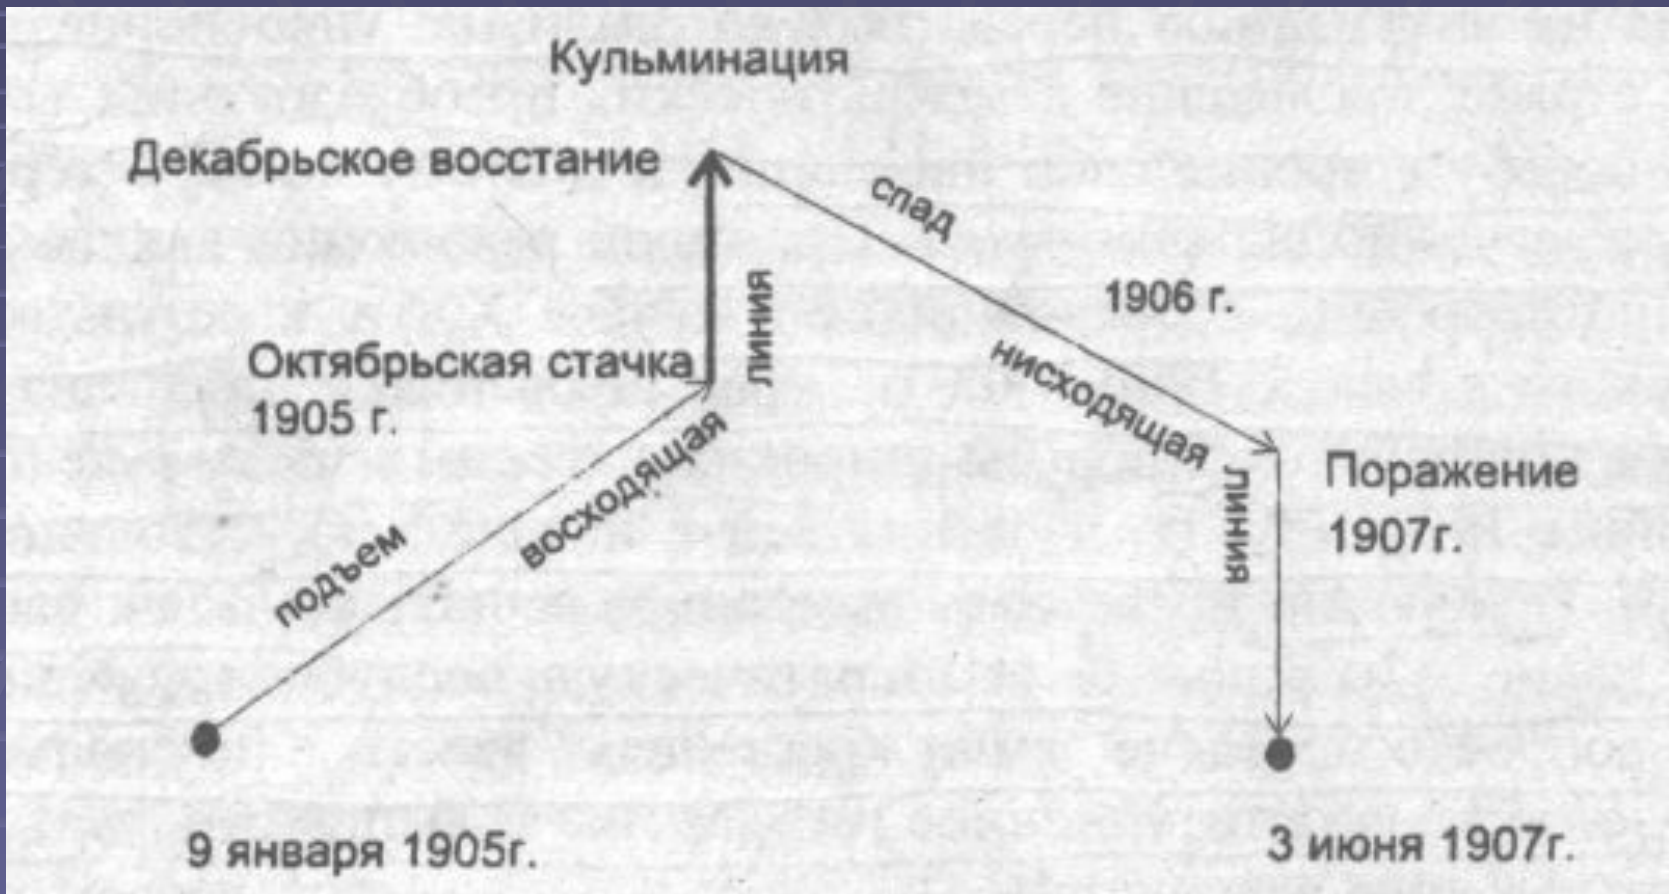 Кульминация
Декабрьское восстание
спад
1906 г.
линия
Октябрьская стачка
1905 г.
нисходящая
линия
восходящая
подъем
Поражение
1907г.
9 января 1905г.
3 июня 1907г.